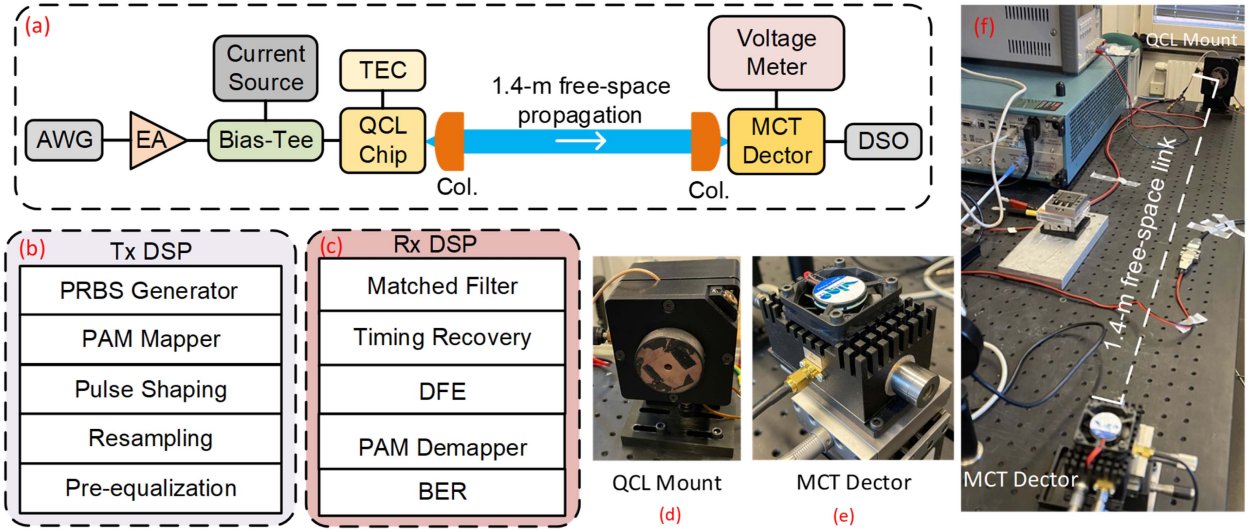 (a)
AWG
EA
Current
Source
Bias-Tee
TEC
QCL
Chip
Col.
1.4-m free-space
propagation
Col.
Voltage
Meter
MCT
Dector
DSO
(b)
Tx DSP
PRBS Generator
PAM Mapper
Pulse Shaping
Resampling
Pre-equalization
(c)
Rx DSP
Matched Filter
Timing Recovery
DFE
PAM Demapper
BER
QCL Mount
(d)
MCT Dector
(e)
(f)
QCL Mount
1.4-m free-space link
MCT Dector